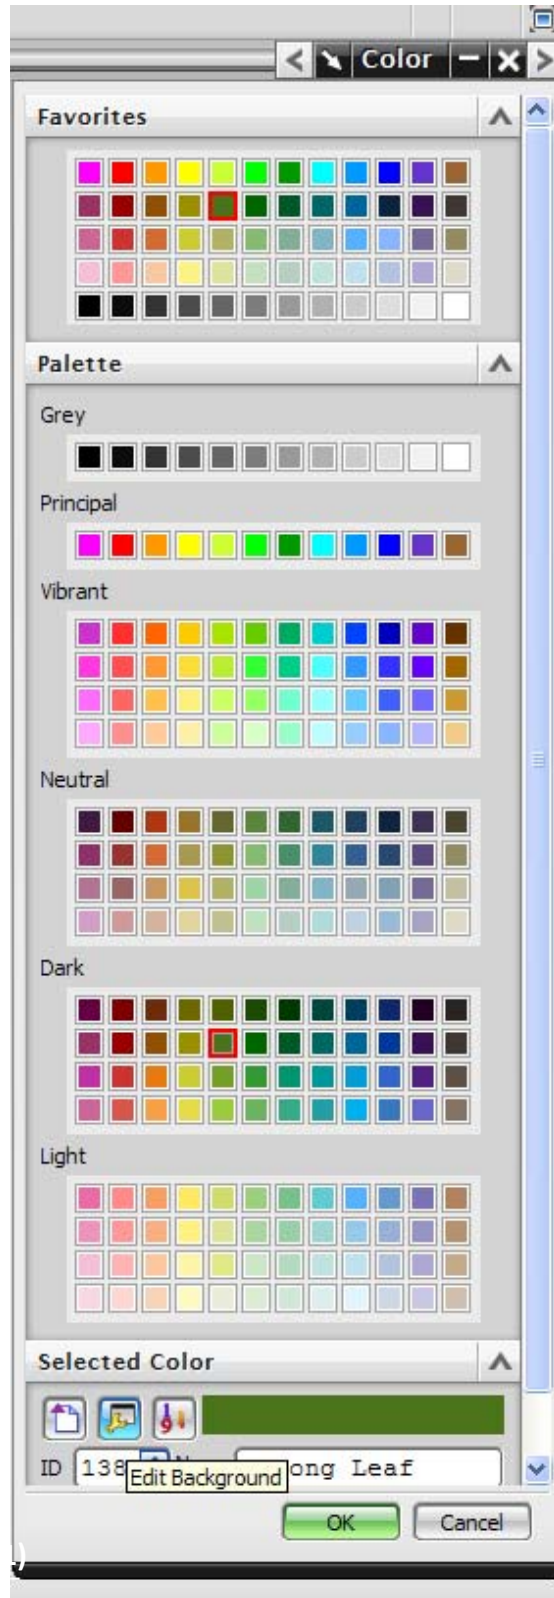 Color
Favorites
Palette
Grey
Principal
Vibrant
Neutral
Dark
Light
Selected Color
ID 138 ong Leaf
Edit Background
OK Cancel
)